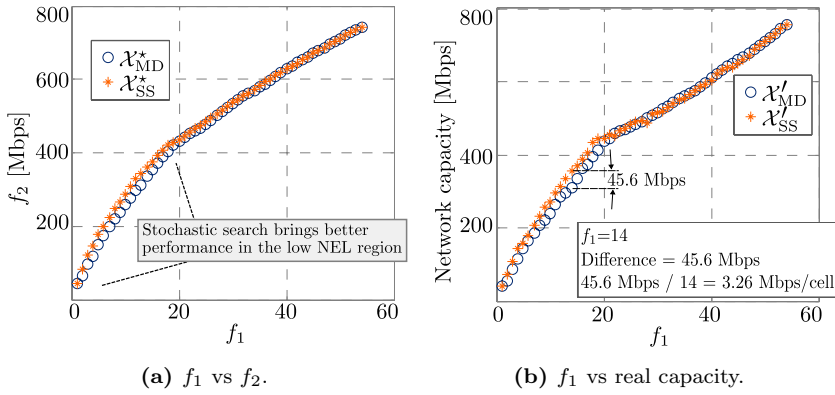 800
600
400
200
f₂ [Mbps]
𝒳*MD
𝒳*SS
Stochastic search brings better
performance in the low NEL region
20
40
60
f₁
(a) f₁ vs f₂.
800
400
200
Network capacity [Mbps]
𝒳′MD
𝒳′SS
45.6 Mbps
f₁=14
Difference = 45.6 Mbps
45.6 Mbps / 14 = 3.26 Mbps/cell
20
40
60
f₁
(b) f₁ vs real capacity.